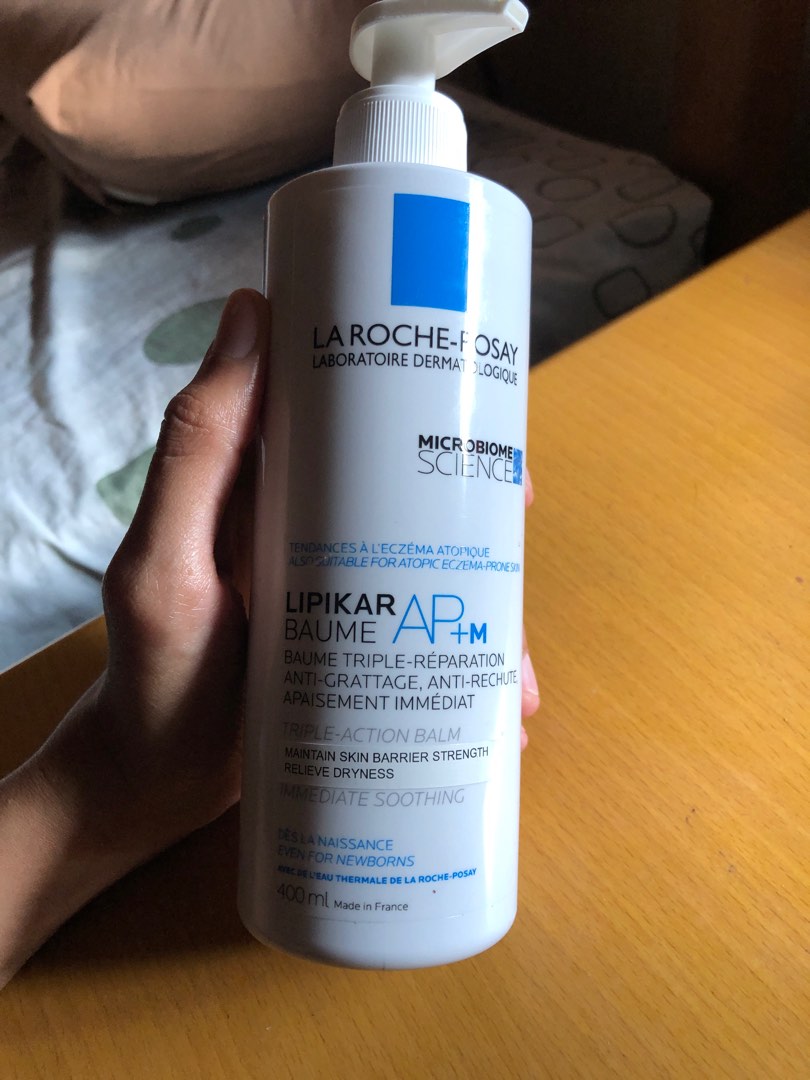 LA ROCHE-POSAY
LABORATOIRE DERMATOLOGIQUE
MICROBIOME
SCIENCE
TENDANCES À L'ECZÉMA ATOPIQUE
ALSO SUITABLE FOR ATOPIC ECZEMA-PRONE SKIN
LIPIKAR
BAUME AP+M
BAUME TRIPLE-RÉPARATION
ANTI-GRATTAGE, ANTI-RECHUTE
APAISEMENT IMMÉDIAT
TRIPLE-ACTION BALM
MAINTAIN SKIN BARRIER STRENGTH
RELIEVE DRYNESS
IMMEDIATE SOOTHING
DÈS LA NAISSANCE
EVEN FOR NEWBORNS
AVEC DE L'EAU THERMALE DE LA ROCHE-POSAY
400 ml Made in France